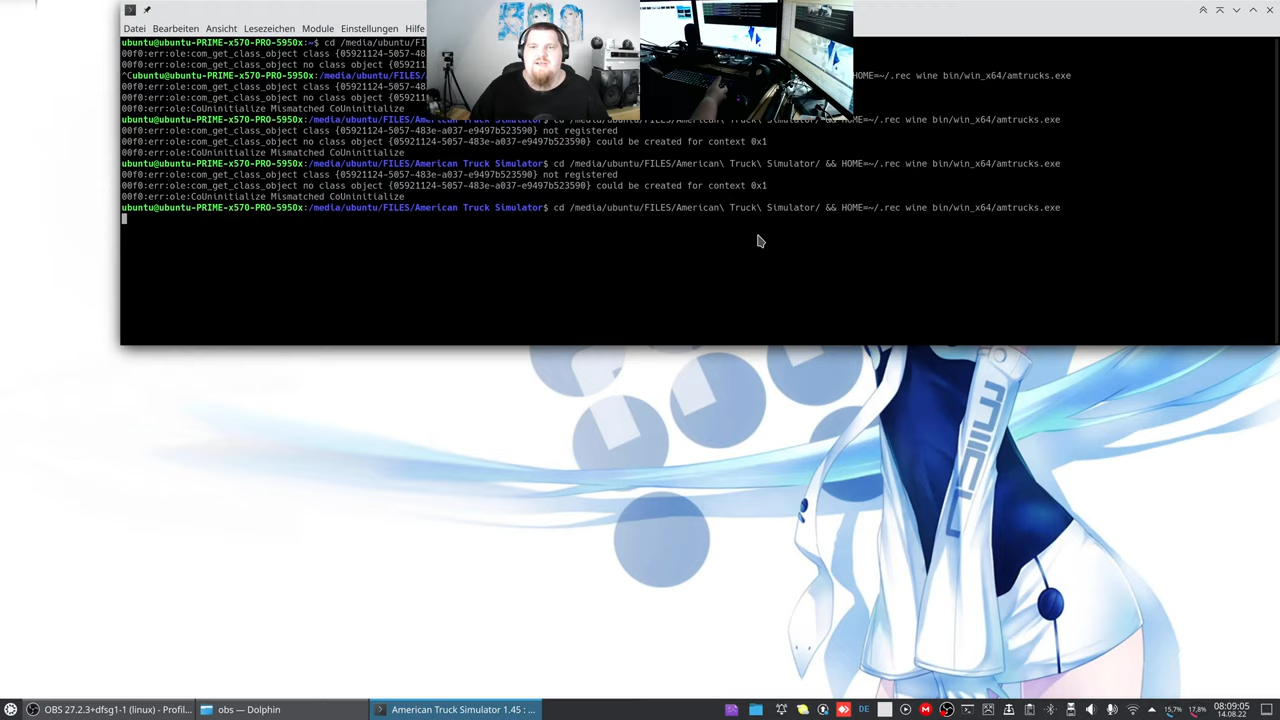 Datei Bearbeiten Ansicht Lesezeichen Module Einstellungen Hilfe
ubuntu@ubuntu-PRIME-x570-PRO-5950x:~$ cd /media/ubuntu/FI
00f0:err:ole:com_get_class_object class {05921124-5057-48
00f0:err:ole:com_get_class_object no class object {059211
^Cubuntu@ubuntu-PRIME-x570-PRO-5950x:/media/ubuntu/FILES/ HOME=~/.rec wine bin/win_x64/amtrucks.exe
00f0:err:ole:com_get_class_object class {05921124-5057-48
00f0:err:ole:com_get_class_object no class object {059211
00f0:err:ole:CoUninitialize Mismatched CoUninitialize
ubuntu@ubuntu-PRIME-x570-PRO-5950x:/media/ubuntu/FILES/American Truck Simulator$ cd /media/ubuntu/FILES/American\ Truck\ Simulator/ && HOME=~/.rec wine bin/win_x64/amtrucks.exe
00f0:err:ole:com_get_class_object class {05921124-5057-483e-a037-e9497b523590} not registered
00f0:err:ole:com_get_class_object no class object {05921124-5057-483e-a037-e9497b523590} could be created for context 0x1
00f0:err:ole:CoUninitialize Mismatched CoUninitialize
ubuntu@ubuntu-PRIME-x570-PRO-5950x:/media/ubuntu/FILES/American Truck Simulator$ cd /media/ubuntu/FILES/American\ Truck\ Simulator/ && HOME=~/.rec wine bin/win_x64/amtrucks.exe
00f0:err:ole:com_get_class_object class {05921124-5057-483e-a037-e9497b523590} not registered
00f0:err:ole:com_get_class_object no class object {05921124-5057-483e-a037-e9497b523590} could be created for context 0x1
00f0:err:ole:CoUninitialize Mismatched CoUninitialize
ubuntu@ubuntu-PRIME-x570-PRO-5950x:/media/ubuntu/FILES/American Truck Simulator$ cd /media/ubuntu/FILES/American\ Truck\ Simulator/ && HOME=~/.rec wine bin/win_x64/amtrucks.exe
OBS 27.2.3+dfsg1-1 (linux) - Profil... obs — Dolphin American Truck Simulator 1.45 : ... DE 15,7% 17,8% 08:09:05
14.08.22